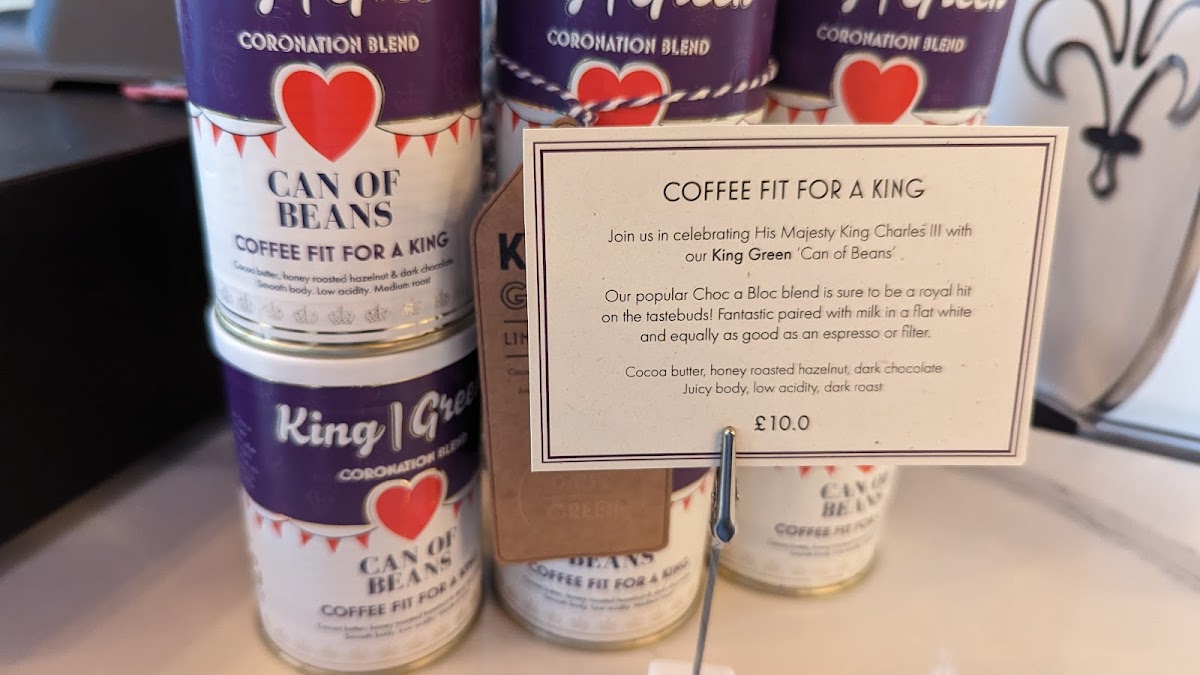 CORONATION BLEND
CAN OF
BEANS
COFFEE FIT FOR A KING
Cocoa butter, honey roasted hazelnut & dark chocolate
Smooth body. Low acidity. Medium roast
King | Green
CORONATION BLEND
CAN OF
BEANS
COFFEE FIT FOR A KING
CORONATION BLEND
CORONATION BLEND
K
G
LIN
GREEN
BEANS
COFFEE FIT FOR A KING
CAN OF
BEANS
COFFEE FIT FOR A
COFFEE FIT FOR A KING
Join us in celebrating His Majesty King Charles III with
our King Green 'Can of Beans'
Our popular Choc a Bloc blend is sure to be a royal hit
on the tastebuds! Fantastic paired with milk in a flat white
and equally as good as an espresso or filter.
Cocoa butter, honey roasted hazelnut, dark chocolate
Juicy body, low acidity, dark roast
£10.0